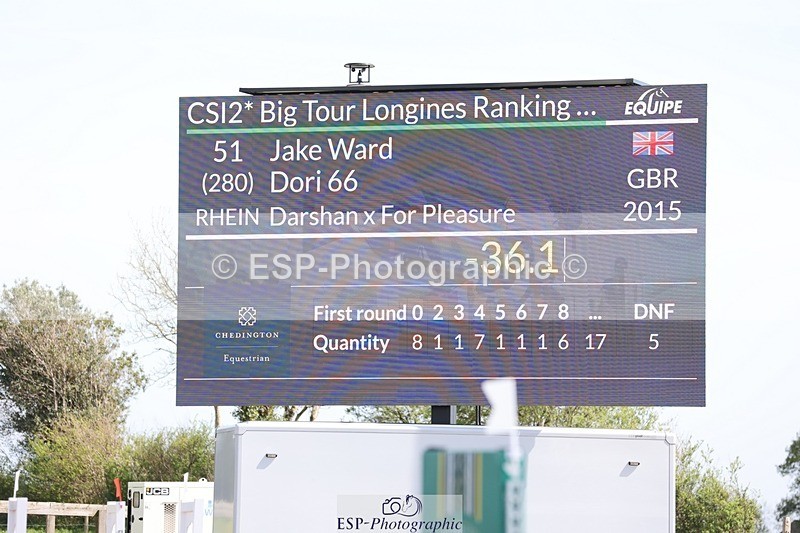 CSI2* Big Tour Longines Ranking ... EQUIPE
51 Jake Ward
(280) Dori 66 GBR
RHEIN Darshan x For Pleasure 2015
-36.1
© ESP-Photographic ©
First round 0 2 3 4 5 6 7 8 ... DNF
Quantity 8 1 1 7 1 1 1 6 17 5
CHEDINGTON
Equestrian
JCB
ESP-Photographic